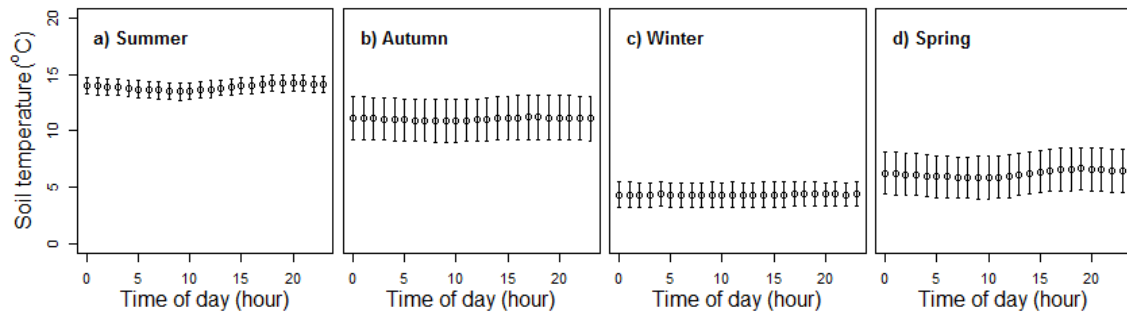 a) Summer
b) Autumn
c) Winter
d) Spring
Soil temperature (°C)
20
15
10
5
0
0 5 10 15 20
0 5 10 15 20
0 5 10 15 20
0 5 10 15 20
Time of day (hour)
Time of day (hour)
Time of day (hour)
Time of day (hour)